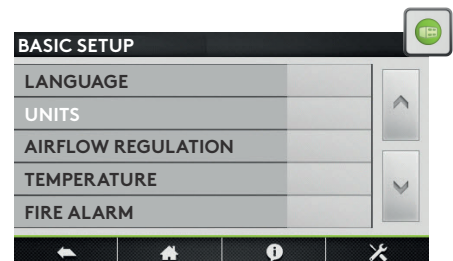 BASIC SETUP
LANGUAGE
UNITS
AIRFLOW REGULATION
TEMPERATURE
FIRE ALARM